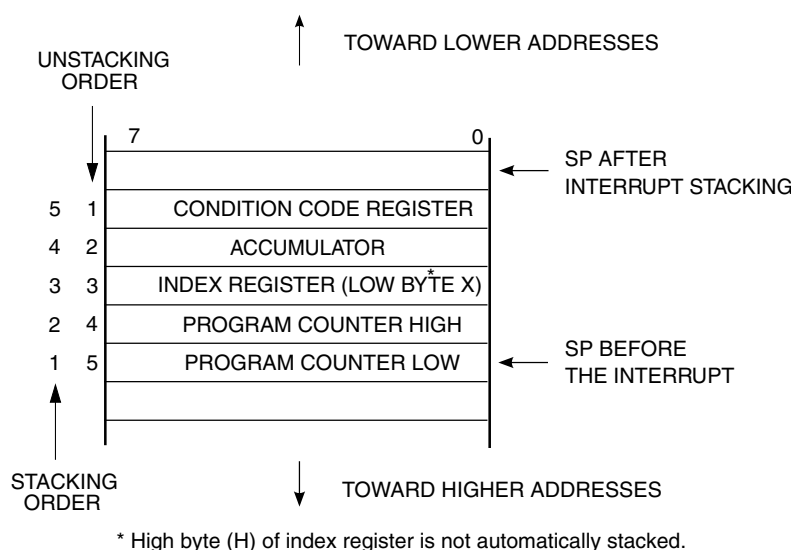 TOWARD LOWER ADDRESSES
UNSTACKING
ORDER
7 0
SP AFTER
INTERRUPT STACKING
5 1 CONDITION CODE REGISTER
4 2 ACCUMULATOR
3 3 INDEX REGISTER (LOW BYTE X)*
2 4 PROGRAM COUNTER HIGH
1 5 PROGRAM COUNTER LOW
SP BEFORE
THE INTERRUPT
STACKING
ORDER
TOWARD HIGHER ADDRESSES
* High byte (H) of index register is not automatically stacked.